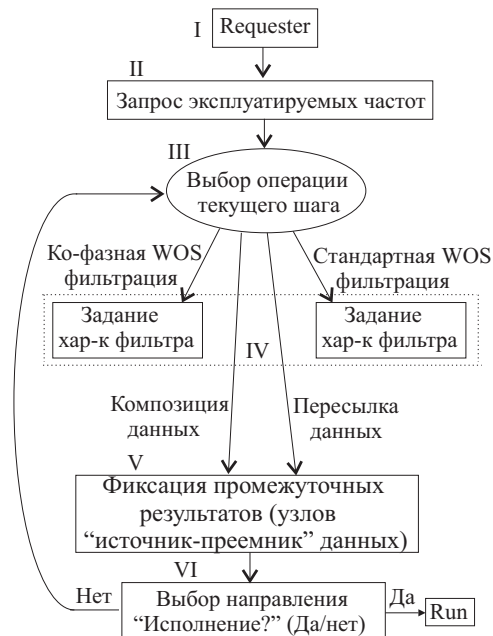 I
Requester
II
Запрос эксплуатируемых частот
III
Выбор операции
текущего шага
Ко-фазная WOS
фильтрация
Стандартная WOS
фильтрация
Задание
хар-к фильтра
Задание
хар-к фильтра
IV
Композиция
данных
Пересылка
данных
V
Фиксация промежуточных
результатов (узлов
“источник-преемник” данных)
VI
Нет
Выбор направления
“Исполнение?” (Да/нет)
Да
Run